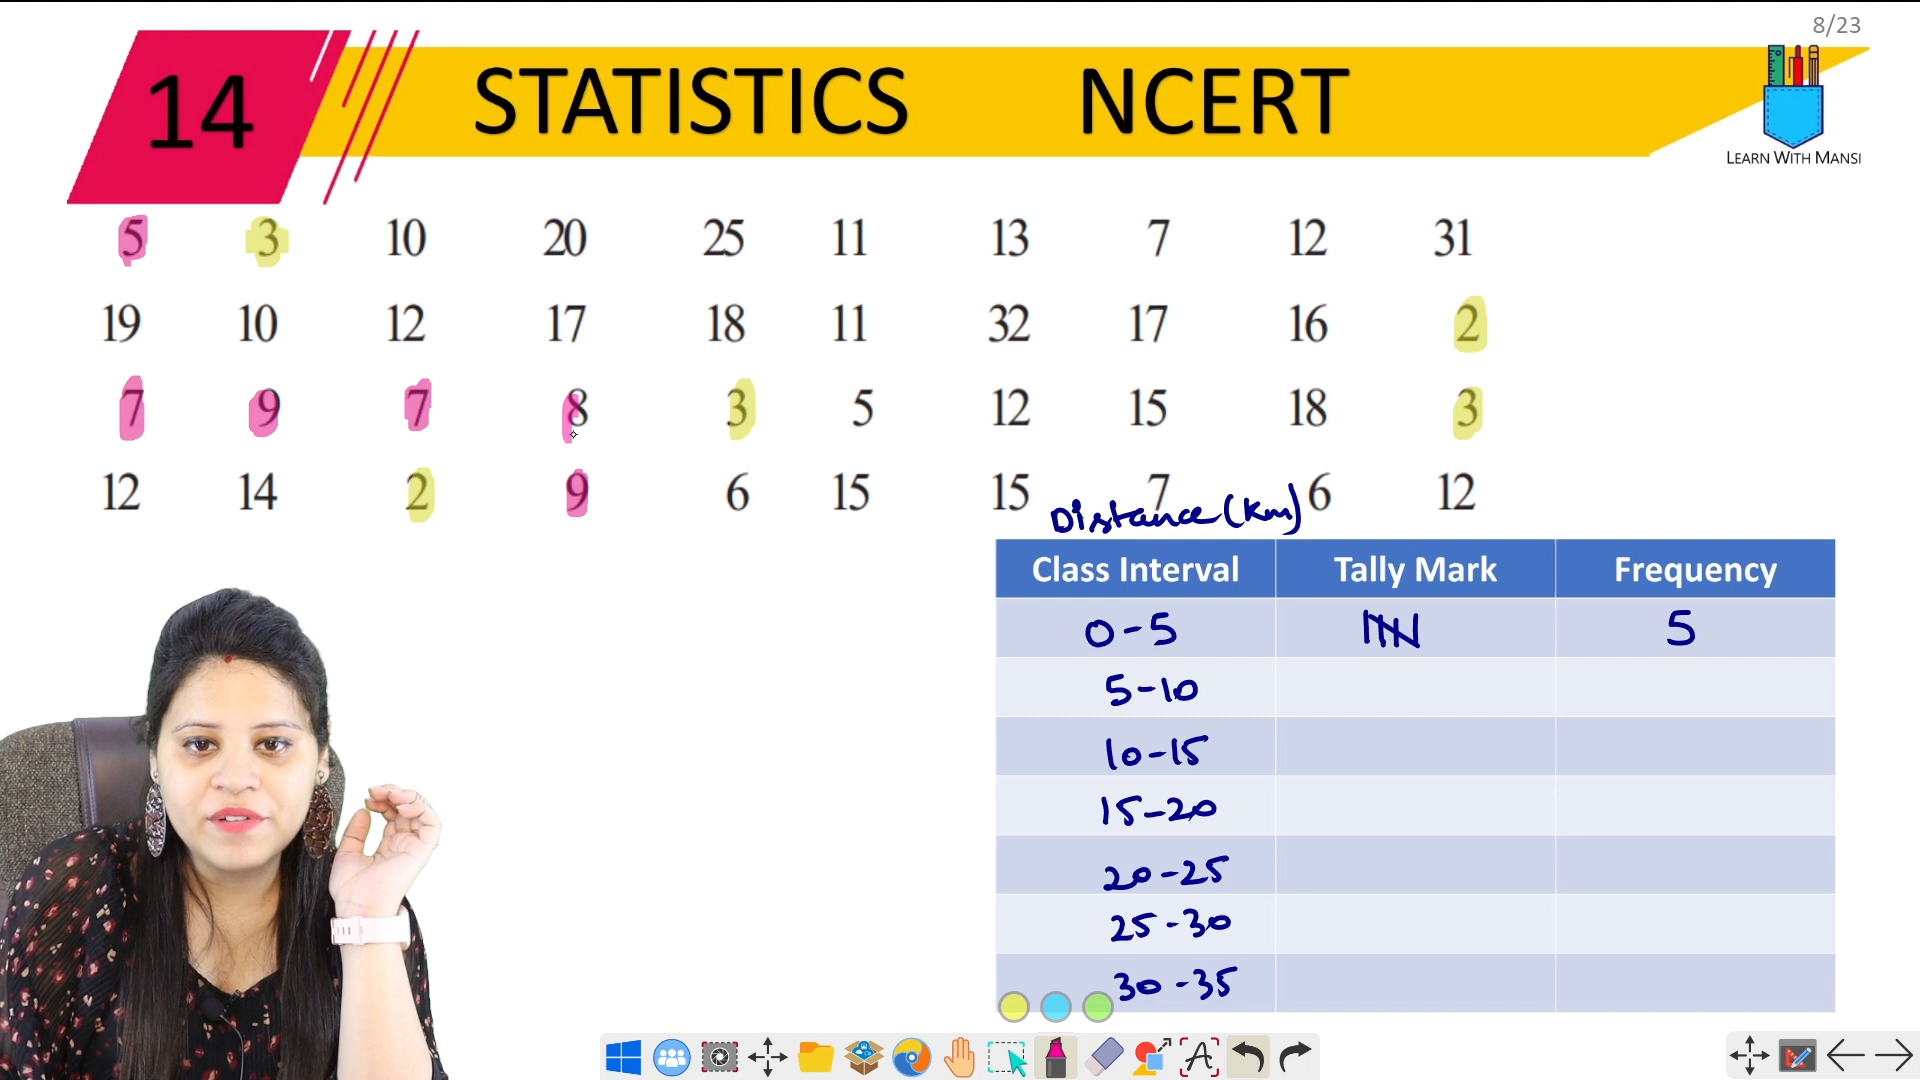 8/23
14 STATISTICS NCERT
LEARN WITH MANSI
5 3 10 20 25 11 13 7 12 31
19 10 12 17 18 11 32 17 16 2
7 9 7 8 3 5 12 15 18 3
12 14 2 9 6 15 15 7 6 12
Distance (km)
Class Interval Tally Mark Frequency
0-5 5
5-10
10-15
15-20
20-25
25-30
30-35